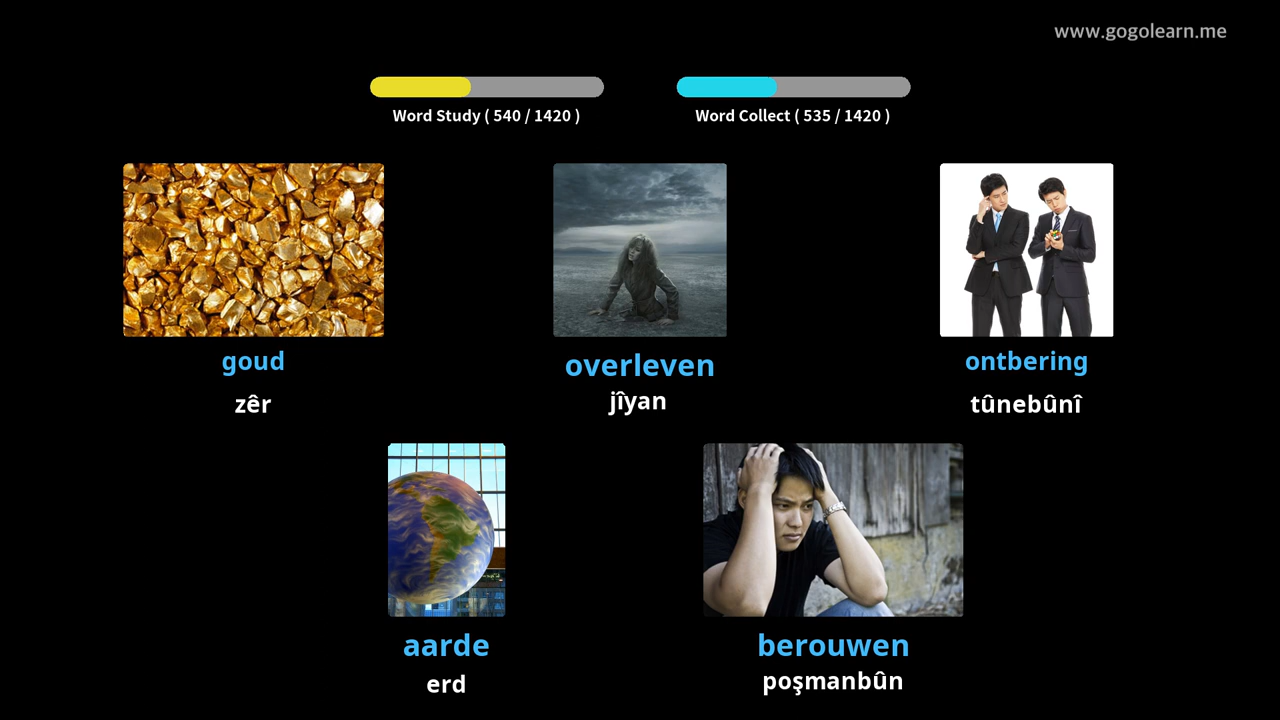 www.gogolearn.me
Word Study ( 540 / 1420 )
Word Collect ( 535 / 1420 )
goud
overleven
ontbering
zêr
jîyan
tûnebûnî
aarde
berouwen
erd
poşmanbûn